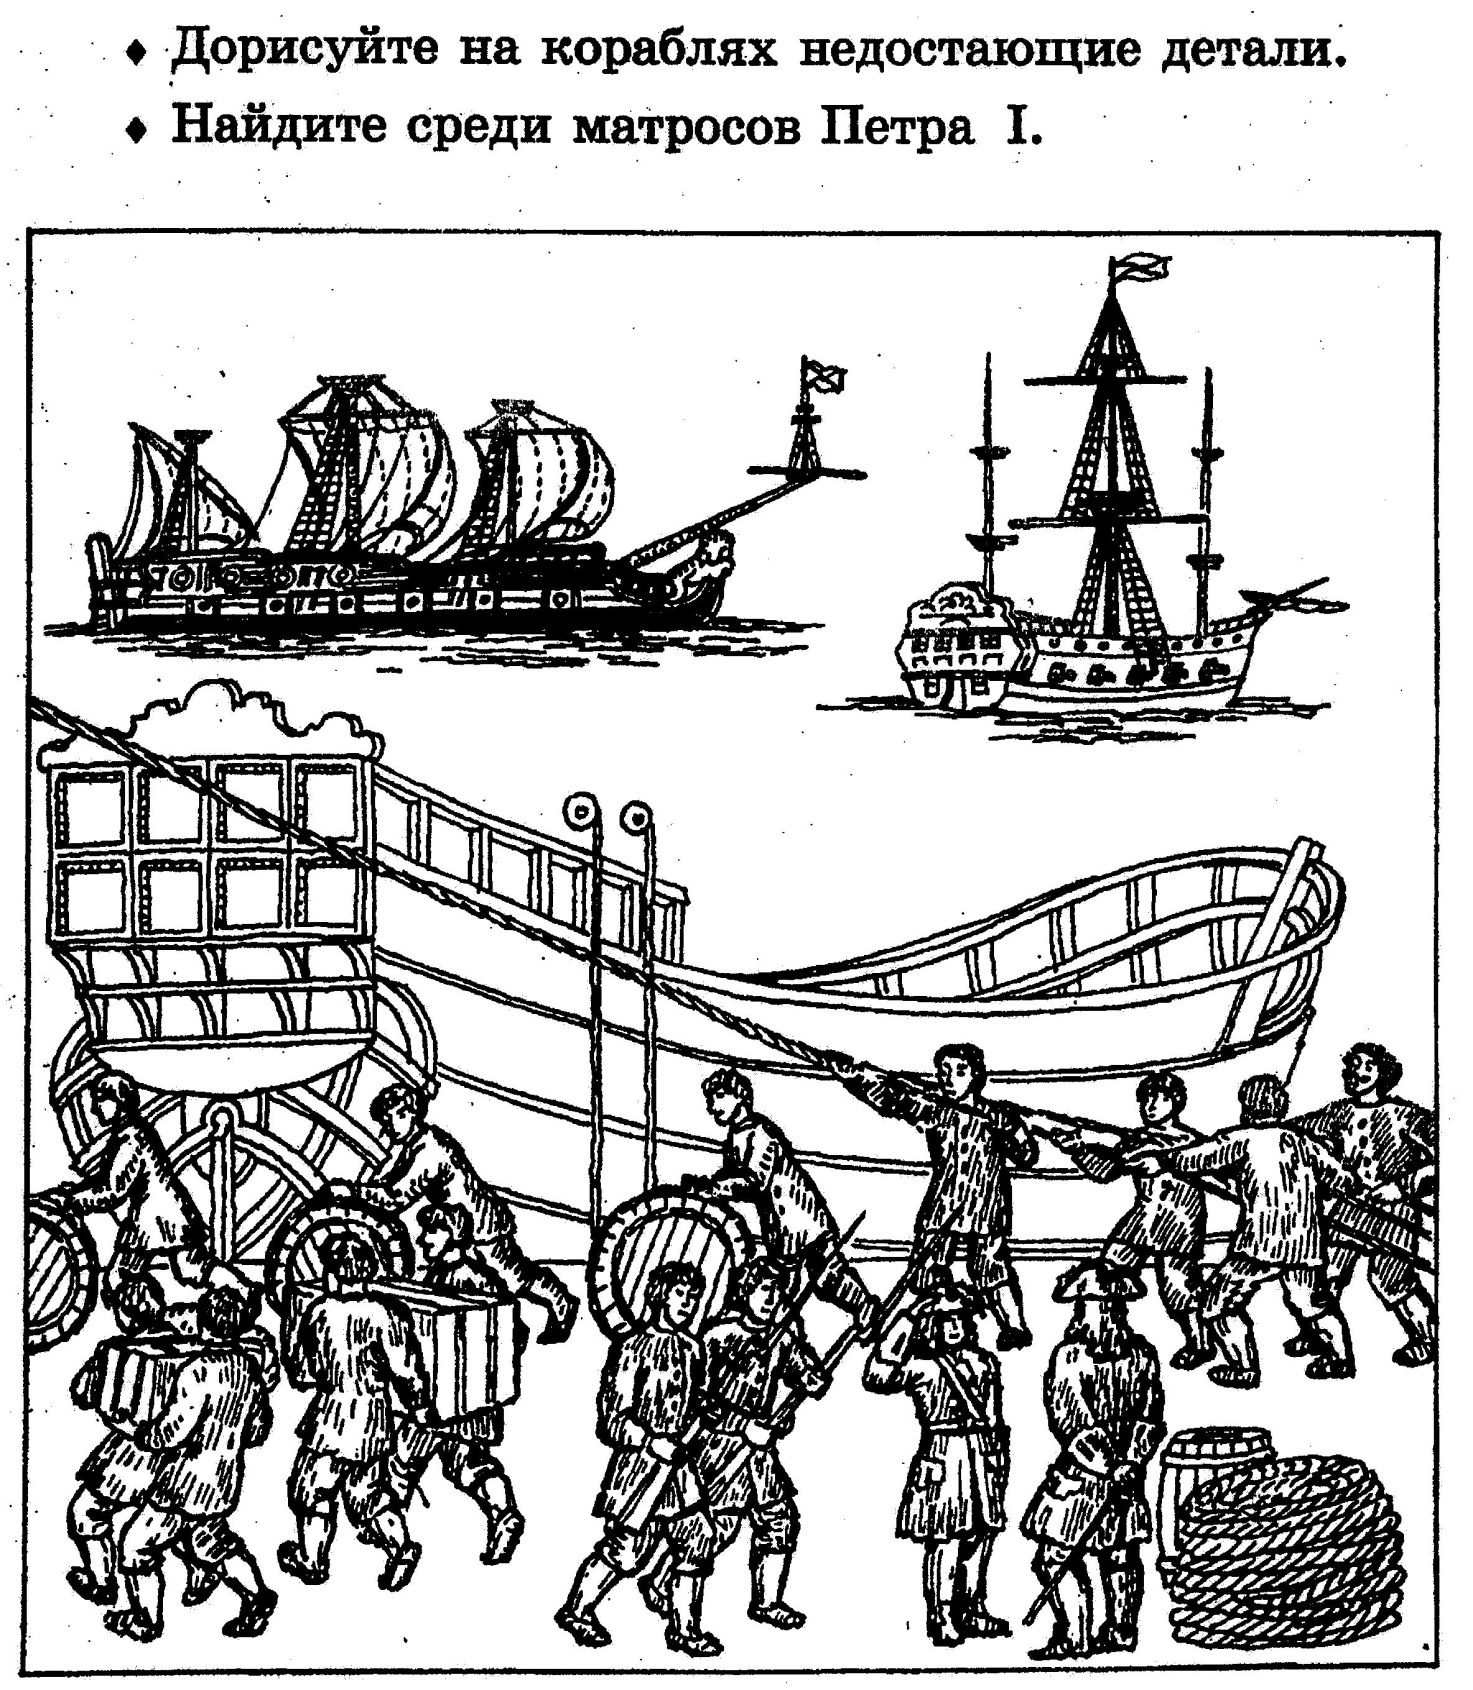 ♦ Дорисуйте на кораблях недостающие детали.
♦ Найдите среди матросов Петра I.